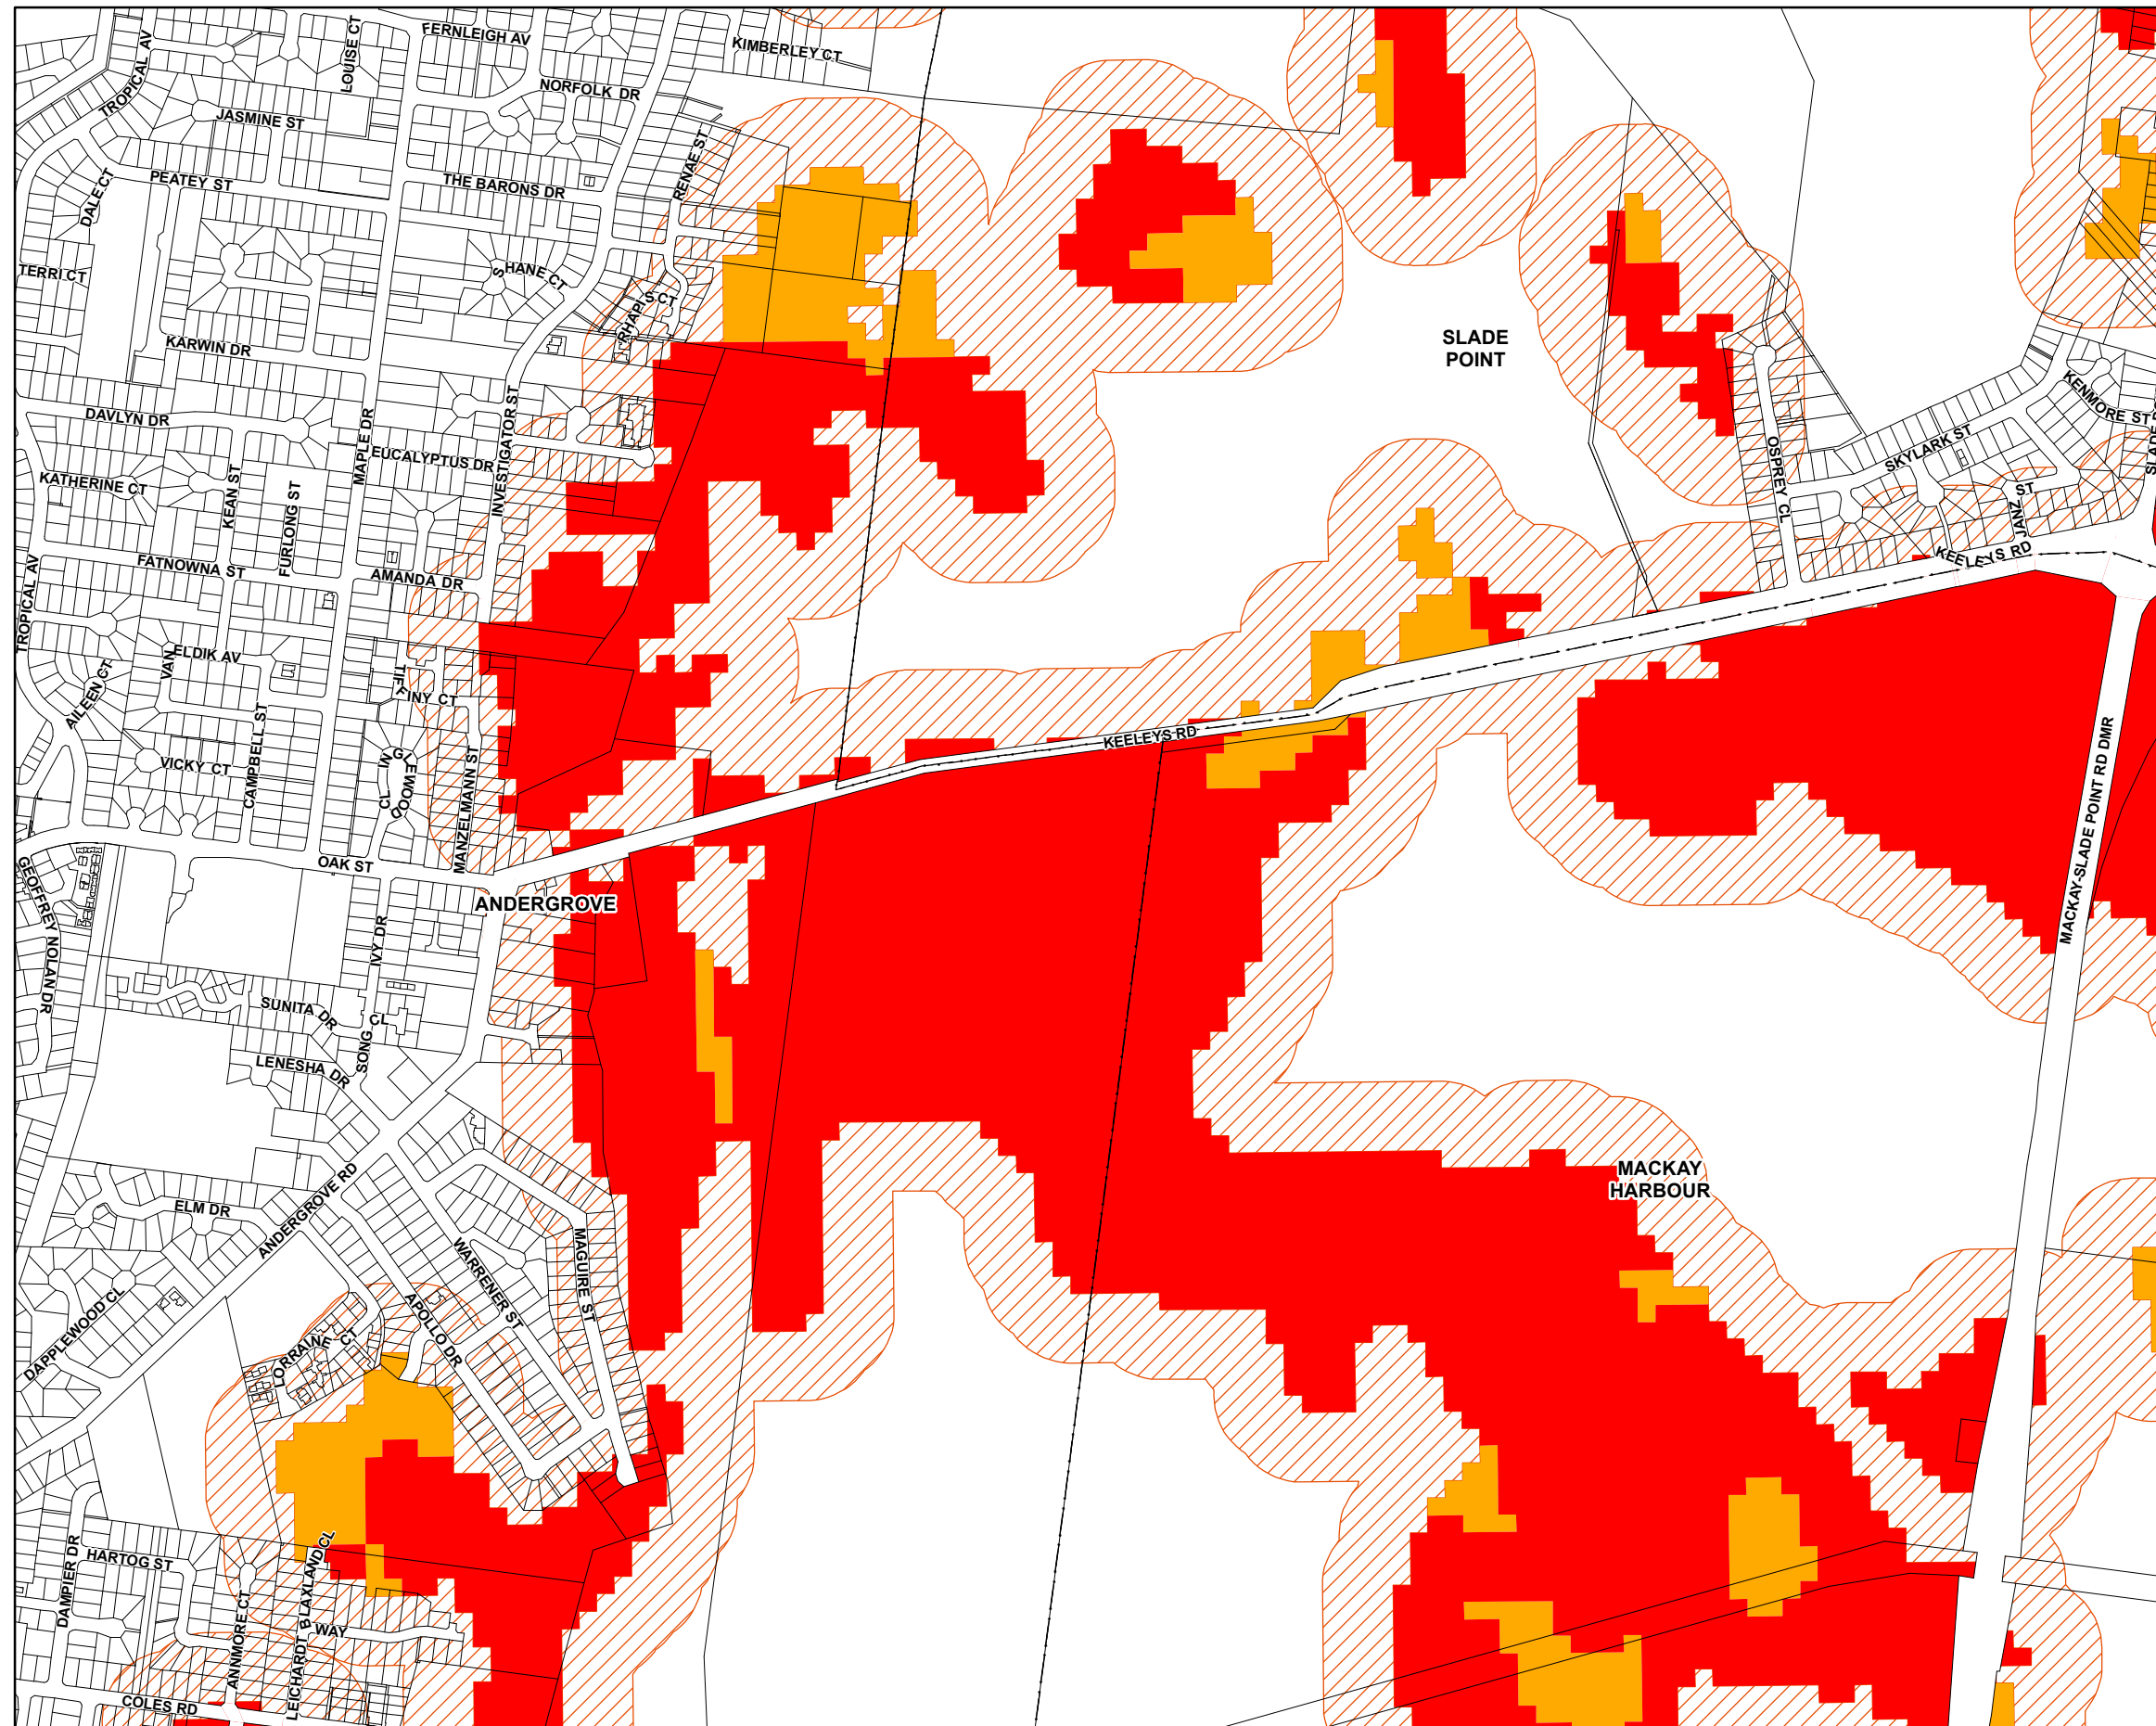 FERNLEIGH AV
LOUISE CT
TROPICAL AV
KIMBERLEY CT
NORFOLK DR
JASMINE ST
RENAE ST
PEATEY ST
THE BARONS DR
DALE CT
TERRI CT
SHANE CT
RHAPIS CT
KARWIN DR
SLADE
POINT
DAVLYN DR
MAPLE DR
INVESTIGATOR ST
EUCALYPTUS DR
KENMORE ST
SLADE
SKYLARK ST
OSPREY CL
KATHERINE CT
KEAN ST
FURLONG ST
JANZ ST
KEELEYS RD
FATNOWNA ST
AMANDA DR
TROPICAL AV
VAN ELDIK AV
AILEEN CT
INY CT
CAMPBELL ST
VICKY CT
INGLEWOOD CL
MANZELMANN ST
KEELEYS RD
MACKAY-SLADE POINT RD DMR
OAK ST
GEOFFREY NOLAN DR
ANDERGROVE
IVY DR
SUNITA DR
SONG CL
LENESHA DR
MACKAY
HARBOUR
ELM DR
ANDERGROVE RD
WARRENER ST
MAGUIRE ST
APOLLO DR
DAPPLEWOOD CL
LORRAINE CT
HARTOG ST
DAMPIER DR
BLAXLAND CL
ANNMORE CT
LEICHARDT WAY
COLES RD